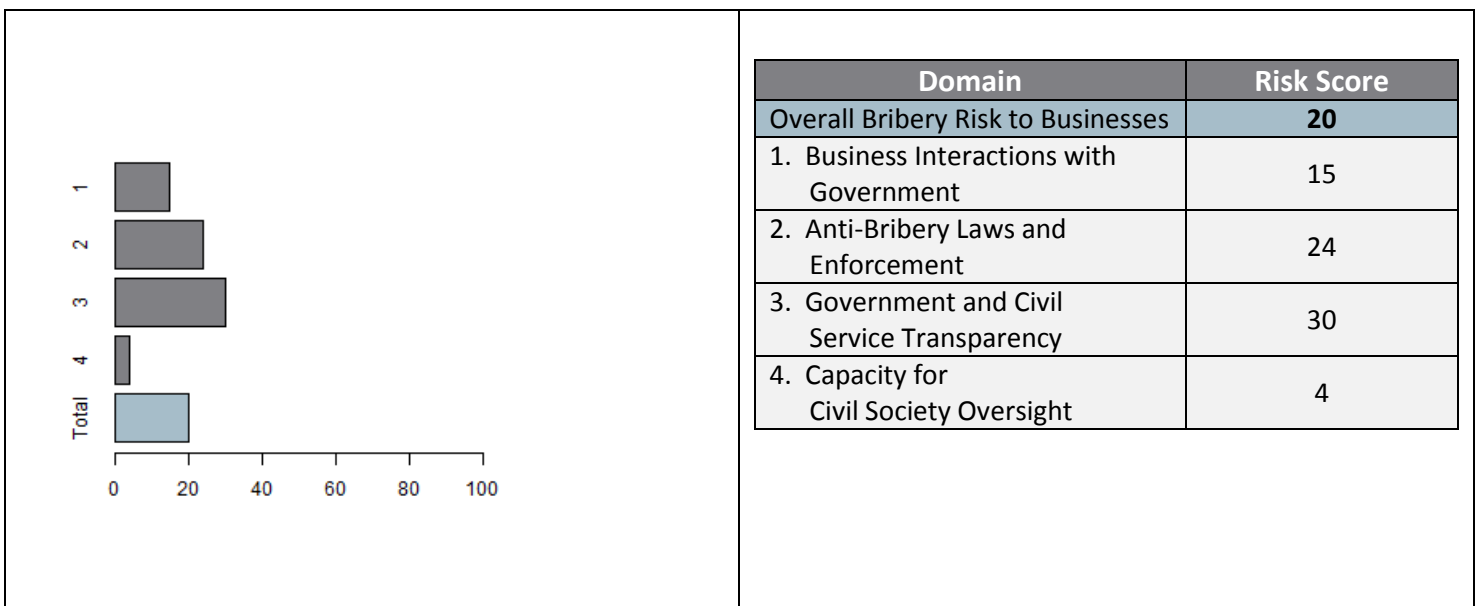 1
2
3
4
Total
0 20 40 60 80 100
Domain Risk Score
Overall Bribery Risk to Businesses 20
1. Business Interactions with
Government 15
2. Anti-Bribery Laws and
Enforcement 24
3. Government and Civil
Service Transparency 30
4. Capacity for
Civil Society Oversight 4